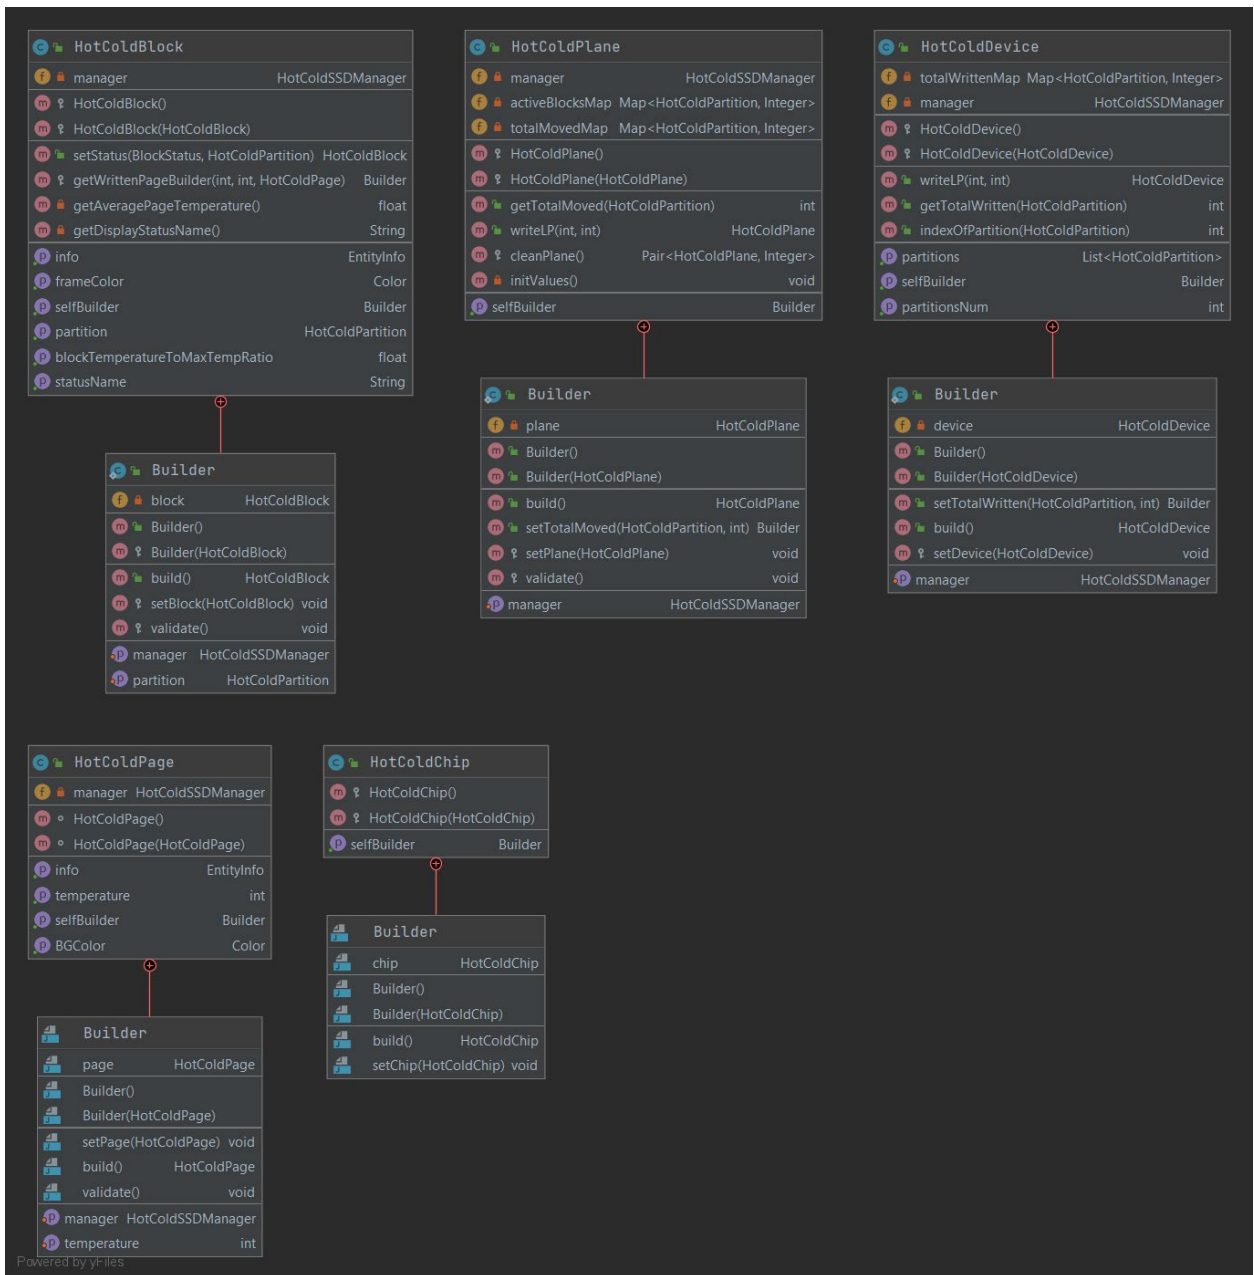 HotColdBlock
manager HotColdSSDManager
HotColdBlock()
HotColdBlock(HotColdBlock)
setStatus(BlockStatus, HotColdPartition) HotColdBlock
getWrittenPageBuilder(int, int, HotColdPage) Builder
getAveragePageTemperature() float
getDisplayStatusName() String
info EntityInfo
frameColor Color
selfBuilder Builder
partition HotColdPartition
blockTemperatureToMaxTempRatio float
statusName String
Builder
block HotColdBlock
Builder()
Builder(HotColdBlock)
build() HotColdBlock
setBlock(HotColdBlock) void
validate() void
manager HotColdSSDManager
partition HotColdPartition
HotColdPlane
manager HotColdSSDManager
activeBlocksMap Map<HotColdPartition, Integer>
totalMovedMap Map<HotColdPartition, Integer>
HotColdPlane()
HotColdPlane(HotColdPlane)
getTotalMoved(HotColdPartition) int
writeLP(int, int) HotColdPlane
cleanPlane() Pair<HotColdPlane, Integer>
initValues() void
selfBuilder Builder
Builder
plane HotColdPlane
Builder()
Builder(HotColdPlane)
build() HotColdPlane
setTotalMoved(HotColdPartition, int) Builder
setPlane(HotColdPlane) void
validate() void
manager HotColdSSDManager
HotColdDevice
totalWrittenMap Map<HotColdPartition, Integer>
manager HotColdSSDManager
HotColdDevice()
HotColdDevice(HotColdDevice)
writeLP(int, int) HotColdDevice
getTotalWritten(HotColdPartition) int
indexOfPartition(HotColdPartition) int
partitions List<HotColdPartition>
selfBuilder Builder
partitionsNum int
Builder
device HotColdDevice
Builder()
Builder(HotColdDevice)
setTotalWritten(HotColdPartition, int) Builder
build() HotColdDevice
setDevice(HotColdDevice) void
manager HotColdSSDManager
HotColdPage
manager HotColdSSDManager
HotColdPage()
HotColdPage(HotColdPage)
info EntityInfo
temperature int
selfBuilder Builder
BGColor Color
Builder
page HotColdPage
Builder()
Builder(HotColdPage)
setPage(HotColdPage) void
build() HotColdPage
validate() void
manager HotColdSSDManager
temperature int
HotColdChip
HotColdChip()
HotColdChip(HotColdChip)
selfBuilder Builder
Builder
chip HotColdChip
Builder()
Builder(HotColdChip)
build() HotColdChip
setChip(HotColdChip) void
Powered by yFiles